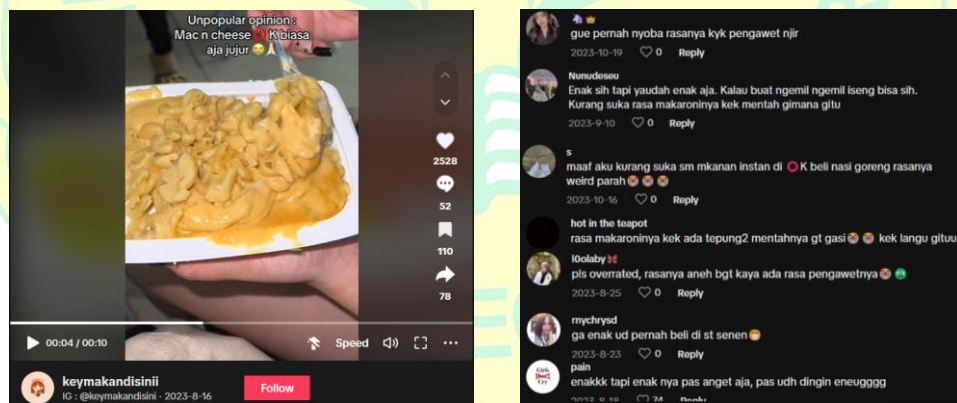 Unpopular opinion :
Mac n cheese ⭕ K biasa
aja jujur 😢🙏
2528
52
110
78
00:04 / 00:10
Speed
keymakandisinii
IG : @keymakandisini · 2023-8-16
Follow
gue pernah nyoba rasanya kyk pengawet njir
2023-10-19 0 Reply
Nunudeseu
Enak sih tapi yaudah enak aja. Kalau buat ngemil ngemil iseng bisa sih.
Kurang suka rasa makaroninya kek mentah gimana gitu
2023-9-10 0 Reply
s
maaf aku kurang suka sm mkanan instan di ⭕ K beli nasi goreng rasanya
weird parah😭😭😭
2023-10-16 0 Reply
hot in the teapot
rasa makaroninya kek ada tepung2 mentahnya gt gasi😭😭 kek langu gituu
l0olaby🎀
pls overrated, rasanya aneh bgt kaya ada rasa pengawetnya😭🤮
2023-8-25 0 Reply
rnychrysd
ga enak ud pernah beli di st senen😷
2023-8-23 0 Reply
pain
enakkk tapi enak nya pas anget aja, pas udh dingin eneugggg
2023-8-18 74 Reply
Girls
Cry